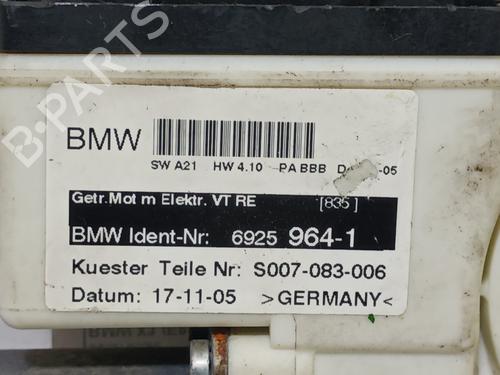 BMW
SW A21 HW 4.10 PA BBB D -05
Getr.Mot m Elektr. VT RE [835]
BMW Ident-Nr: 6925 964-1
Kuester Teile Nr: S007-083-006
Datum: 17-11-05 >GERMANY<
B-PARTS